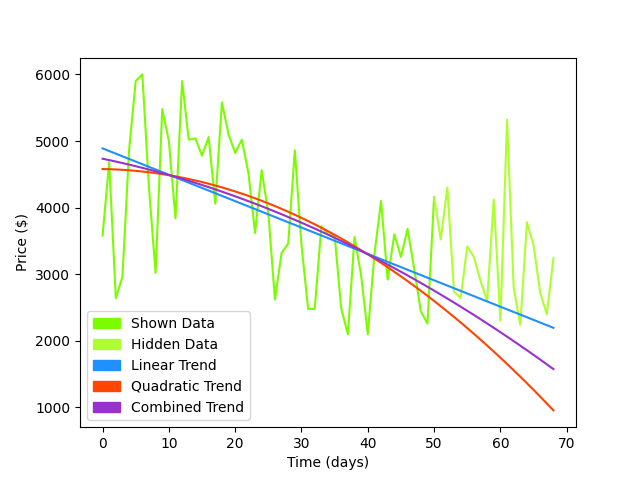 6000
5000
4000
3000
2000
1000
Price ($)
Shown Data
Hidden Data
Linear Trend
Quadratic Trend
Combined Trend
0 10 20 30 40 50 60 70
Time (days)